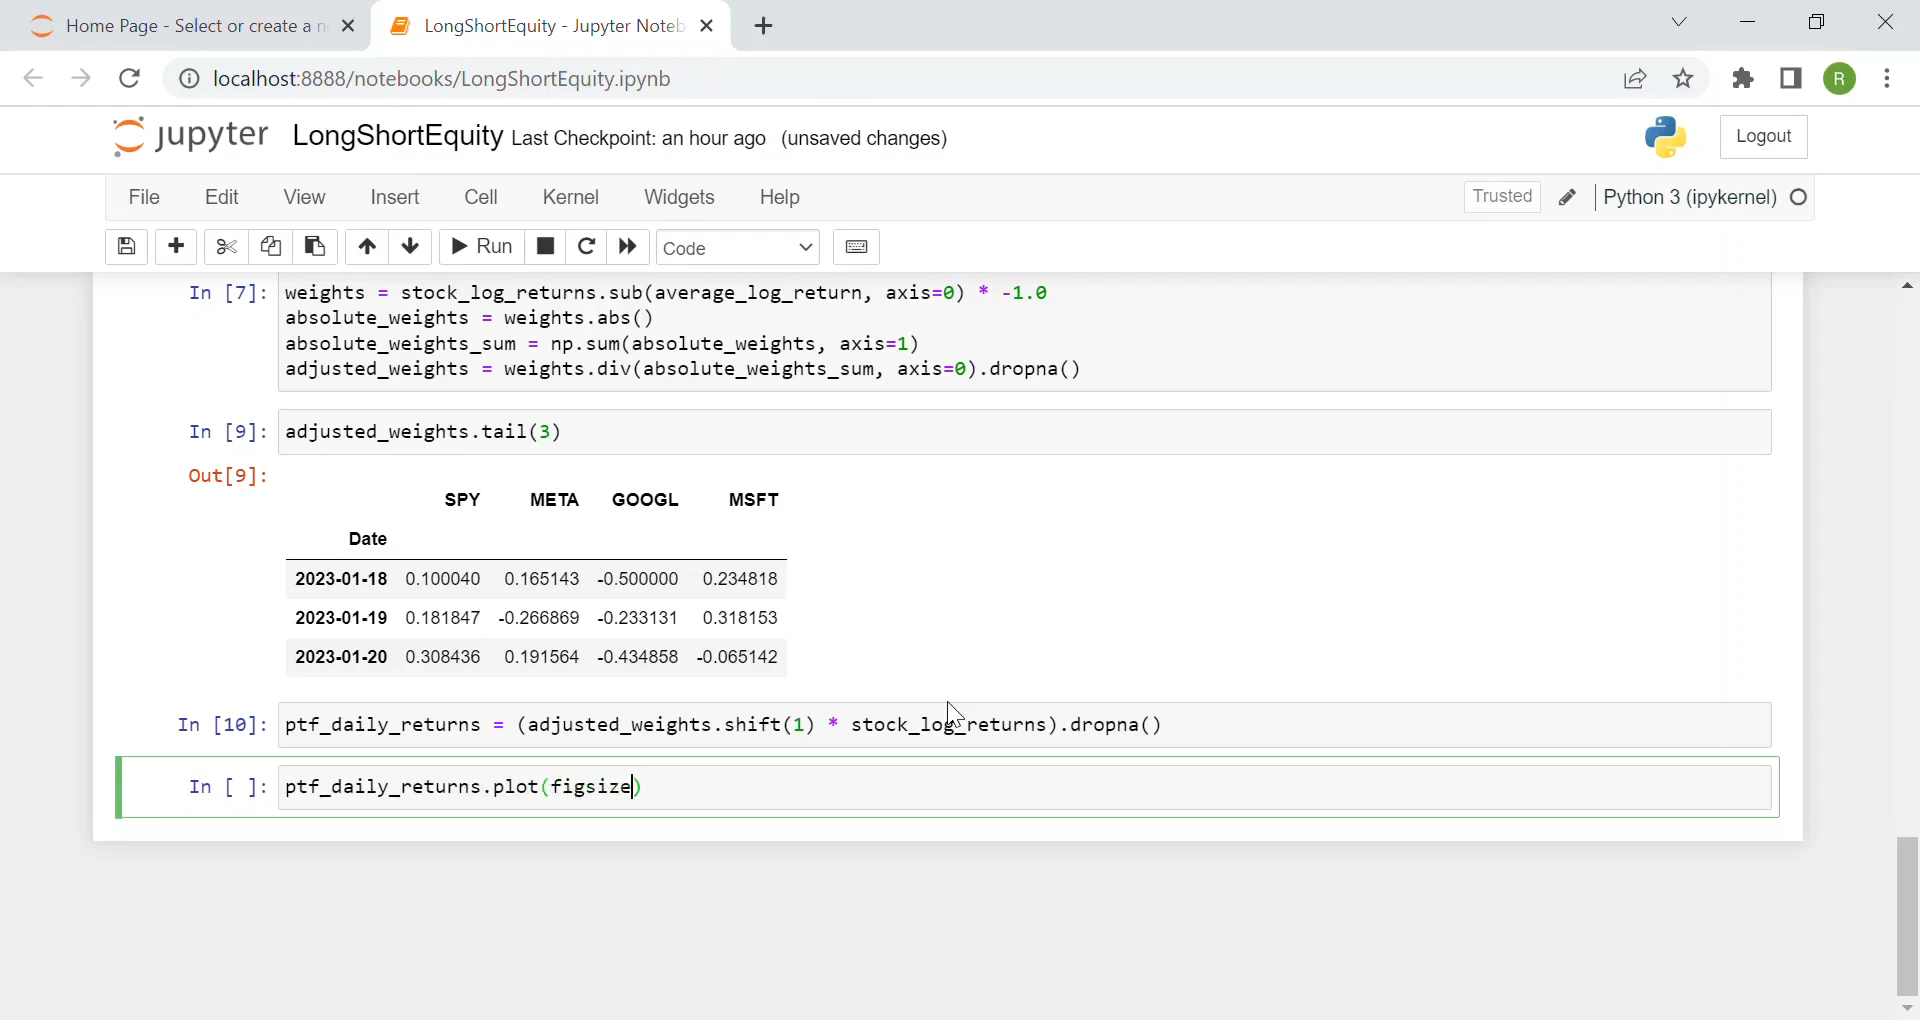 Home Page - Select or create a n
LongShortEquity - Jupyter Noteb
localhost:8888/notebooks/LongShortEquity.ipynb
R
jupyter LongShortEquity Last Checkpoint: an hour ago (unsaved changes)
Logout
File Edit View Insert Cell Kernel Widgets Help
Trusted Python 3 (ipykernel)
Run Code
In [7]: weights = stock_log_returns.sub(average_log_return, axis=0) * -1.0
absolute_weights = weights.abs()
absolute_weights_sum = np.sum(absolute_weights, axis=1)
adjusted_weights = weights.div(absolute_weights_sum, axis=0).dropna()
In [9]: adjusted_weights.tail(3)
Out[9]:
SPY META GOOGL MSFT
Date
2023-01-18 0.100040 0.165143 -0.500000 0.234818
2023-01-19 0.181847 -0.266869 -0.233131 0.318153
2023-01-20 0.308436 0.191564 -0.434858 -0.065142
In [10]: ptf_daily_returns = (adjusted_weights.shift(1) * stock_log_returns).dropna()
In [ ]: ptf_daily_returns.plot(figsize)